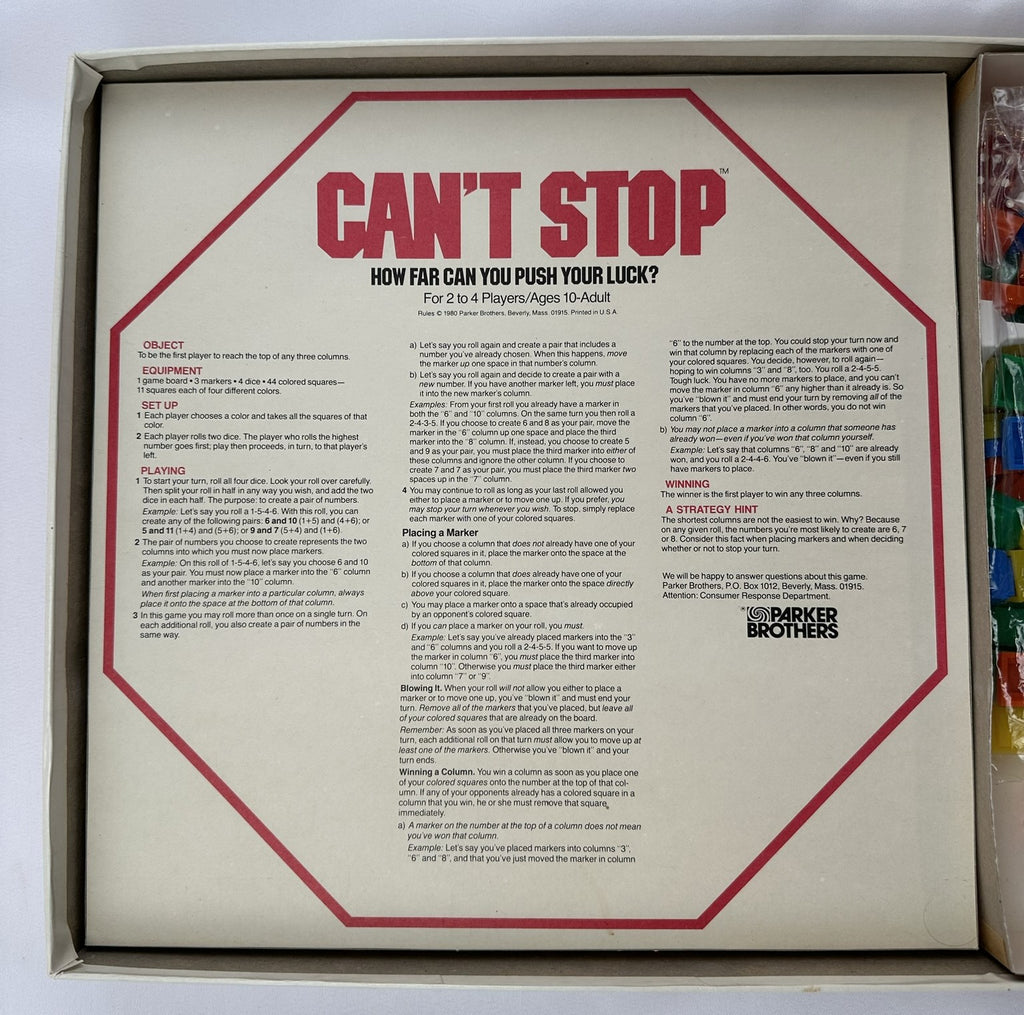 CAN'T STOP™
HOW FAR CAN YOU PUSH YOUR LUCK?
For 2 to 4 Players/Ages 10-Adult
Rules © 1980 Parker Brothers, Beverly, Mass. 01915. Printed in U.S.A.
OBJECT
To be the first player to reach the top of any three columns.
EQUIPMENT
1 game board • 3 markers • 4 dice • 44 colored squares—
11 squares each of four different colors.
SET UP
1 Each player chooses a color and takes all the squares of that
color.
2 Each player rolls two dice. The player who rolls the highest
number goes first; play then proceeds, in turn, to that player's
left.
PLAYING
1 To start your turn, roll all four dice. Look your roll over carefully.
Then split your roll in half in any way you wish, and add the two
dice in each half. The purpose: to create a pair of numbers.
Example: Let's say you roll a 1-5-4-6. With this roll, you can
create any of the following pairs: 6 and 10 (1+5) and (4+6); or
5 and 11 (1+4) and (5+6); or 9 and 7 (5+4) and (1+6).
2 The pair of numbers you choose to create represents the two
columns into which you must now place markers.
Example: On this roll of 1-5-4-6, let's say you choose 6 and 10
as your pair. You must now place a marker into the "6" column
and another marker into the "10" column.
When first placing a marker into a particular column, always
place it onto the space at the bottom of that column.
3 In this game you may roll more than once on a single turn. On
each additional roll, you also create a pair of numbers in the
same way.
a) Let's say you roll again and create a pair that includes a
number you've already chosen. When this happens, move
the marker up one space in that number's column.
b) Let's say you roll again and decide to create a pair with a
new number. If you have another marker left, you must place
it into the new marker's column.
Examples: From your first roll you already have a marker in
both the "6" and "10" columns. On the same turn you then roll a
2-4-3-5. If you choose to create 6 and 8 as your pair, move the
marker in the "6" column up one space and place the third
marker into the "8" column. If, instead, you choose to create 5
and 9 as your pair, you must place the third marker into either of
these columns and ignore the other column. If you choose to
create 7 and 7 as your pair, you must place the third marker two
spaces up in the "7" column.
4 You may continue to roll as long as your last roll allowed you
either to place a marker or to move one up. If you prefer, you
may stop your turn whenever you wish. To stop, simply replace
each marker with one of your colored squares.
Placing a Marker
a) If you choose a column that does not already have one of your
colored squares in it, place the marker onto the space at the
bottom of that column.
b) If you choose a column that does already have one of your
colored squares in it, place the marker onto the space directly
above your colored square.
c) You may place a marker onto a space that's already occupied
by an opponent's colored square.
d) If you can place a marker on your roll, you must.
Example: Let's say you've already placed markers into the "3"
and "6" columns and you roll a 2-4-5-5. If you want to move up
the marker in column "6", you must place the third marker into
column "10". Otherwise you must place the third marker either
into column "7" or "9".
Blowing It. When your roll will not allow you either to place a
marker or to move one up, you've "blown it" and must end your
turn. Remove all of the markers that you've placed, but leave all
of your colored squares that are already on the board.
Remember: As soon as you've placed all three markers on your
turn, each additional roll on that turn must allow you to move up at
least one of the markers. Otherwise you've "blown it" and your
turn ends.
Winning a Column. You win a column as soon as you place one
of your colored squares onto the number at the top of that col-
umn. If any of your opponents already has a colored square in a
column that you win, he or she must remove that square
immediately.
a) A marker on the number at the top of a column does not mean
you've won that column.
Example: Let's say you've placed markers into columns "3",
"6" and "8", and that you've just moved the marker in column
"6" to the number at the top. You could stop your turn now and
win that column by replacing each of the markers with one of
your colored squares. You decide, however, to roll again—
hoping to win columns "3" and "8", too. You roll a 2-4-5-5.
Tough luck. You have no more markers to place, and you can't
move the marker in column "6" any higher than it already is. So
you've "blown it" and must end your turn by removing all of the
markers that you've placed. In other words, you do not win
column "6".
b) You may not place a marker into a column that someone has
already won—even if you've won that column yourself.
Example: Let's say that columns "6", "8" and "10" are already
won, and you roll a 2-4-4-6. You've "blown it"—even if you still
have markers to place.
WINNING
The winner is the first player to win any three columns.
A STRATEGY HINT
The shortest columns are not the easiest to win. Why? Because
on any given roll, the numbers you're most likely to create are 6, 7
or 8. Consider this fact when placing markers and when deciding
whether or not to stop your turn.
We will be happy to answer questions about this game.
Parker Brothers, P.O. Box 1012, Beverly, Mass. 01915.
Attention: Consumer Response Department.
PARKER
BROTHERS